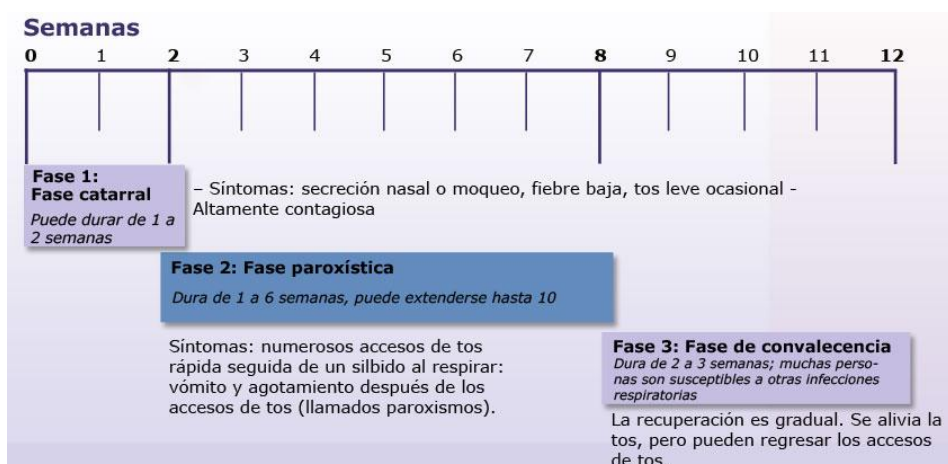 Semanas
0 1 2 3 4 5 6 7 8 9 10 11 12
Fase 1:
Fase catarral
Puede durar de 1 a
2 semanas
– Síntomas: secreción nasal o moqueo, fiebre baja, tos leve ocasional -
Altamente contagiosa
Fase 2: Fase paroxística
Dura de 1 a 6 semanas, puede extenderse hasta 10
Síntomas: numerosos accesos de tos
rápida seguida de un silbido al respirar:
vómito y agotamiento después de los
accesos de tos (llamados paroxismos).
Fase 3: Fase de convalecencia
Dura de 2 a 3 semanas; muchas perso-
nas son susceptibles a otras infecciones
respiratorias
La recuperación es gradual. Se alivia la
tos, pero pueden regresar los accesos
de tos